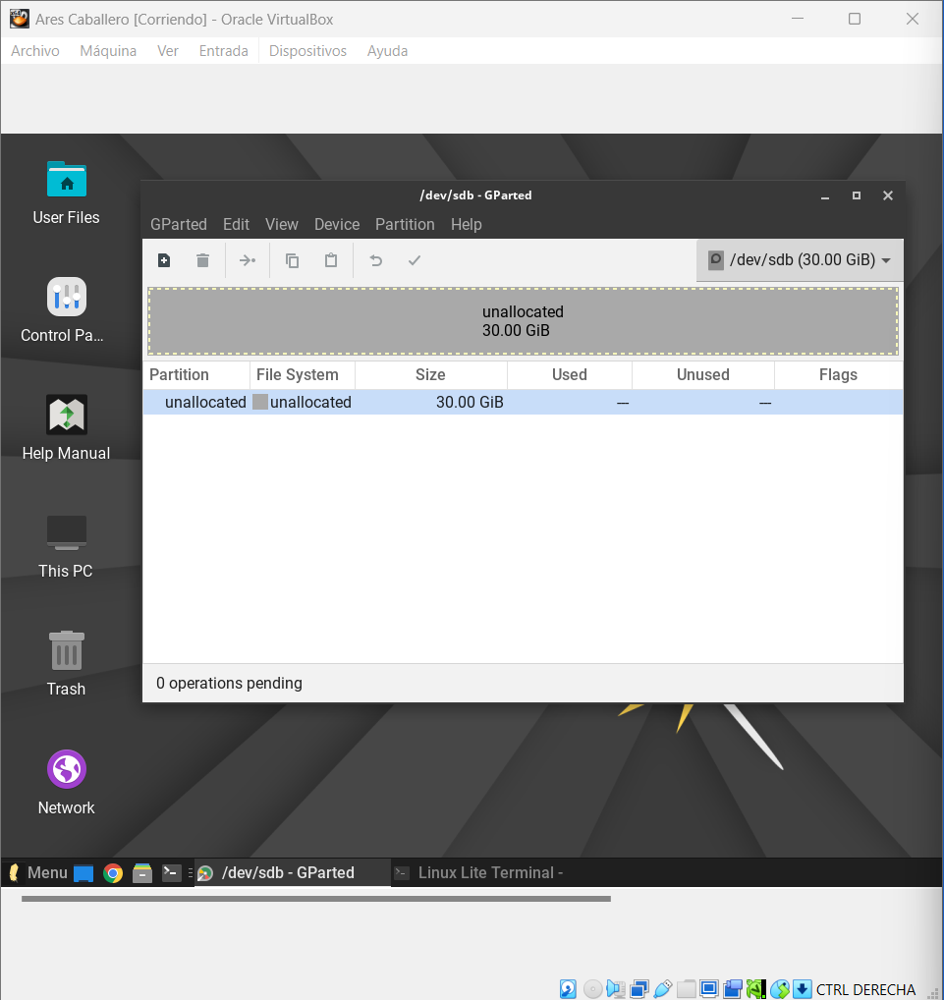 Ares Caballero [Corriendo] - Oracle VirtualBox
Archivo Máquina Ver Entrada Dispositivos Ayuda
User Files
Control Pa...
Help Manual
This PC
Trash
Network
/dev/sdb - GParted
GParted Edit View Device Partition Help
/dev/sdb (30.00 GiB)
unallocated
30.00 GiB
Partition File System Size Used Unused Flags
unallocated unallocated 30.00 GiB --- ---
0 operations pending
Menu /dev/sdb - GParted Linux Lite Terminal -
CTRL DERECHA